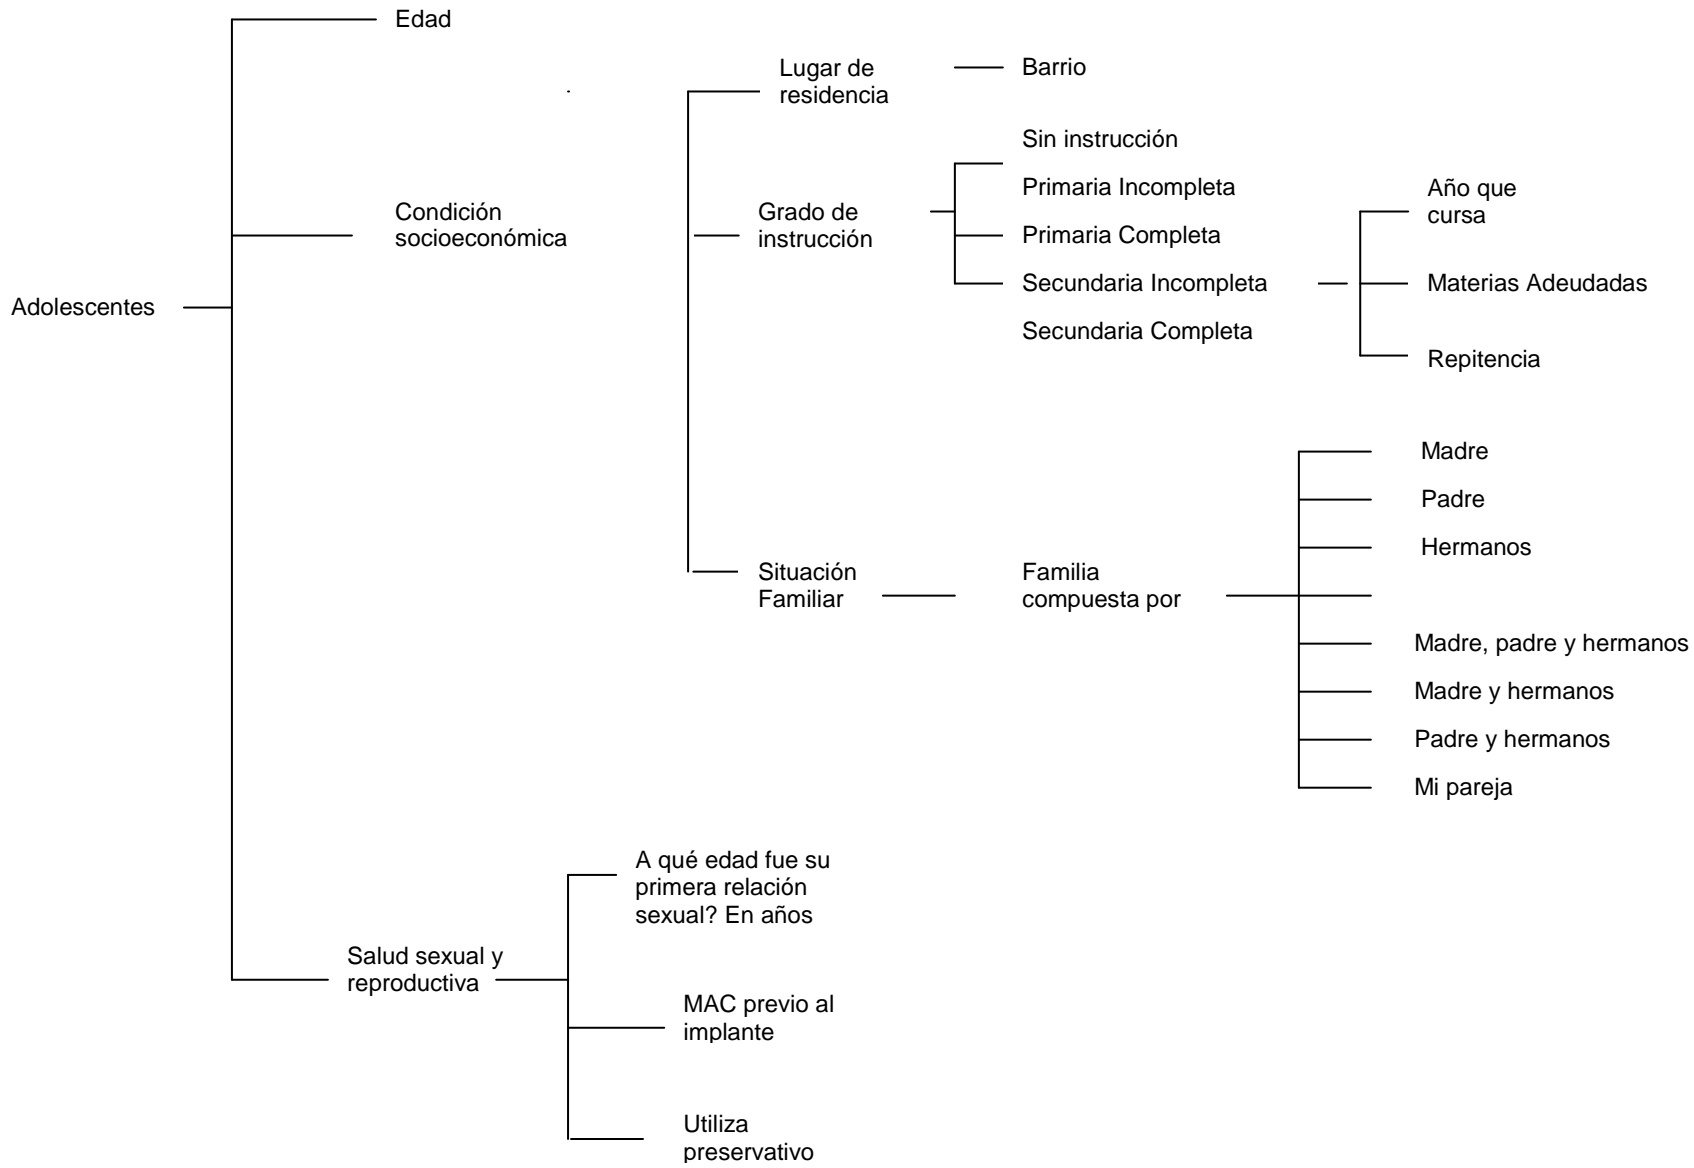 Edad
Lugar de
residencia
Barrio
Sin instrucción
Primaria Incompleta
Año que
cursa
Condición
socioeconómica
Grado de
instrucción
Primaria Completa
Secundaria Incompleta
Materias Adeudadas
Adolescentes
Secundaria Completa
Repitencia
Madre
Padre
Hermanos
Situación
Familiar
Familia
compuesta por
Madre, padre y hermanos
Madre y hermanos
Padre y hermanos
Mi pareja
A qué edad fue su
primera relación
sexual? En años
Salud sexual y
reproductiva
MAC previo al
implante
Utiliza
preservativo